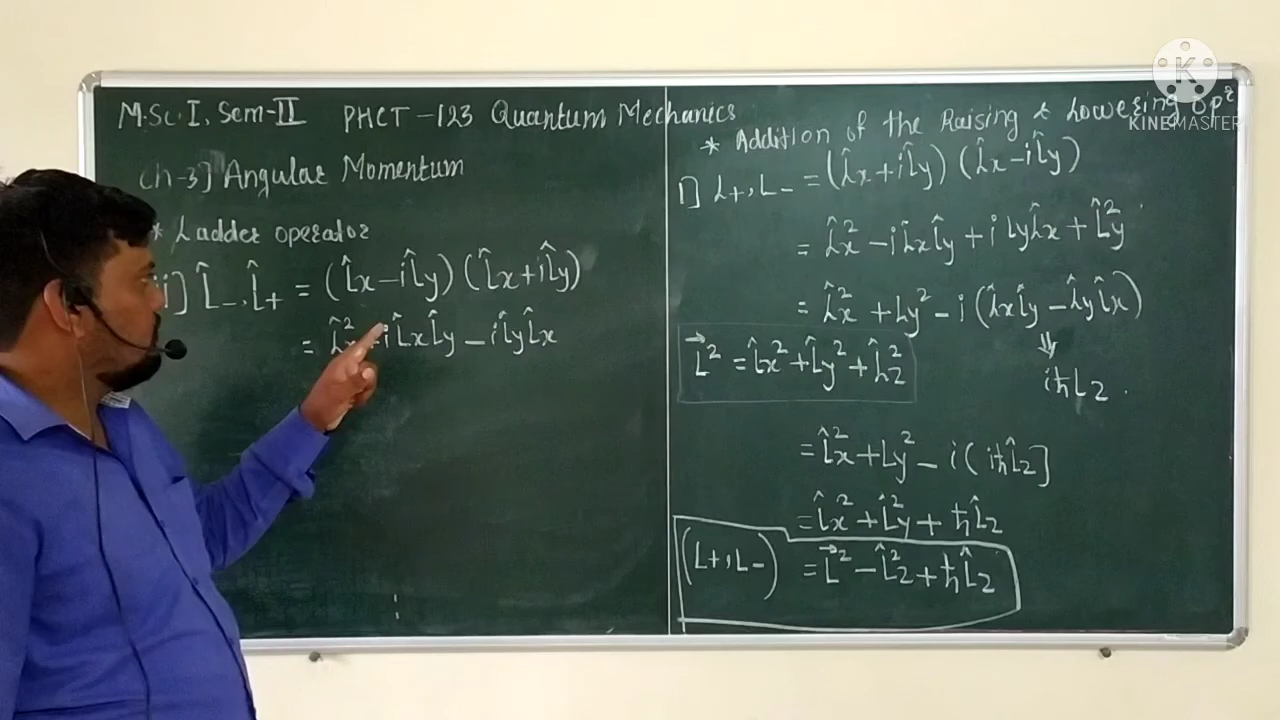 M.Sc. I, Sem-II PHCT-123 Quantum Mechanics
Ch-3] Angular Momentum
* Ladder operator
ii] L̂₋, L̂₊ = (L̂x - iL̂y) (L̂x + iL̂y)
= L̂x² - iL̂xL̂y - iL̂yL̂x
* Addition of the Raising & Lowering Opr
1] L₊, L₋ = (L̂x + iL̂y) (L̂x - iL̂y)
= L̂x² - iL̂xL̂y + i LyL̂x + L̂y²
= L̂x² + Ly² - i (L̂xL̂y - L̂yL̂x)
⇓
iħLz.
L⃗² = L̂x² + L̂y² + L̂z²
= L̂x² + Ly² - i (iħL̂z]
= L̂x² + L̂y² + ħL̂z
(L₊, L₋) = L⃗² - L̂z² + ħL̂z
K
KINEMASTER